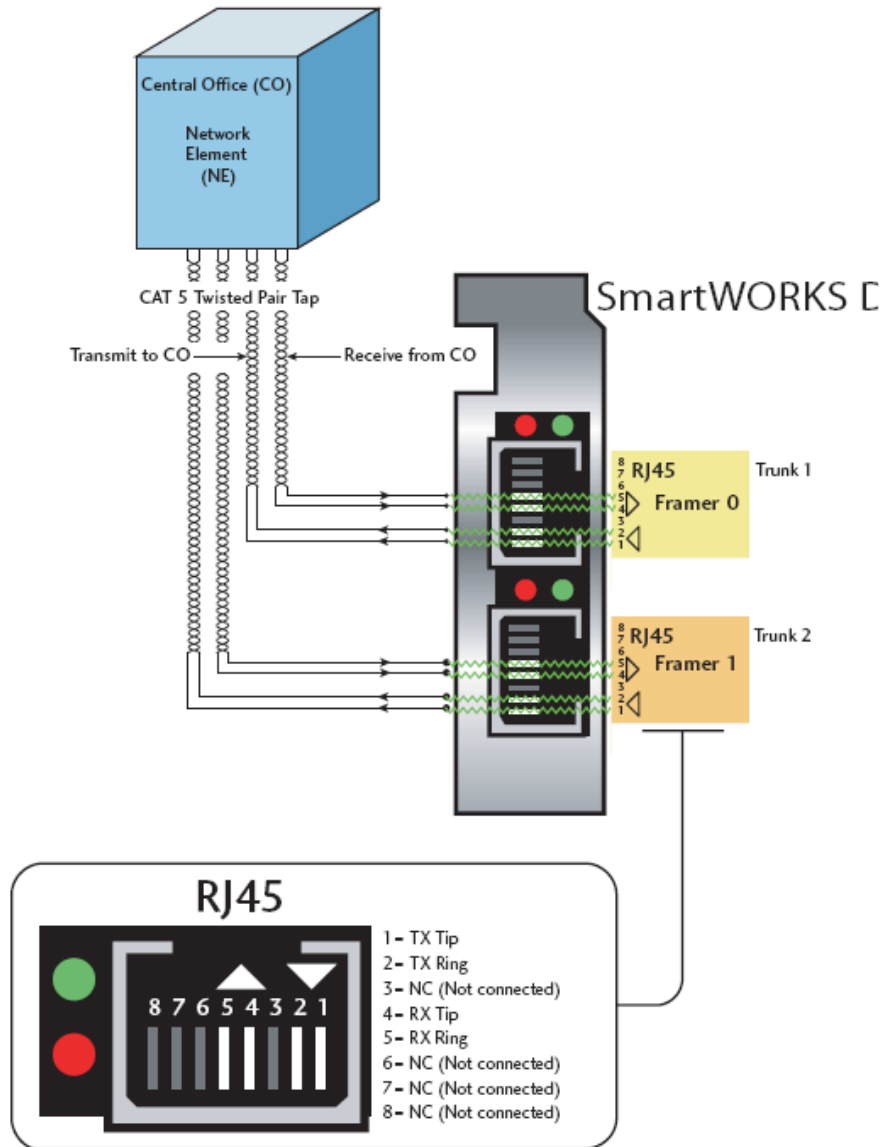 Central Office (CO)
Network
Element
(NE)
CAT 5 Twisted Pair Tap
Transmit to CO
Receive from CO
SmartWORKS D
8
7
6
5
4
3
2
1
RJ45
Framer 0
Trunk 1
8
7
6
5
4
3
2
1
RJ45
Framer 1
Trunk 2
RJ45
8 7 6 5 4 3 2 1
1 - TX Tip
2 - TX Ring
3 - NC (Not connected)
4 - RX Tip
5 - RX Ring
6 - NC (Not connected)
7 - NC (Not connected)
8 - NC (Not connected)